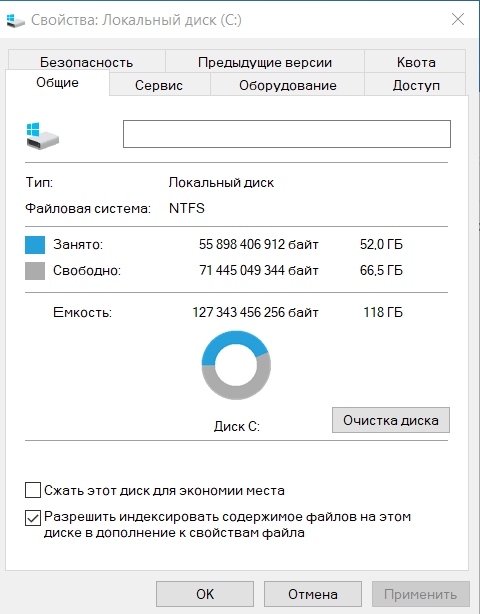 Свойства: Локальный диск (C:)
Безопасность Предыдущие версии Квота
Общие Сервис Оборудование Доступ
Тип: Локальный диск
Файловая система: NTFS
Занято: 55 898 406 912 байт 52,0 ГБ
Свободно: 71 445 049 344 байт 66,5 ГБ
Емкость: 127 343 456 256 байт 118 ГБ
Диск C:
Очистка диска
Сжать этот диск для экономии места
Разрешить индексировать содержимое файлов на этом
диске в дополнение к свойствам файла
OK Отмена Применить